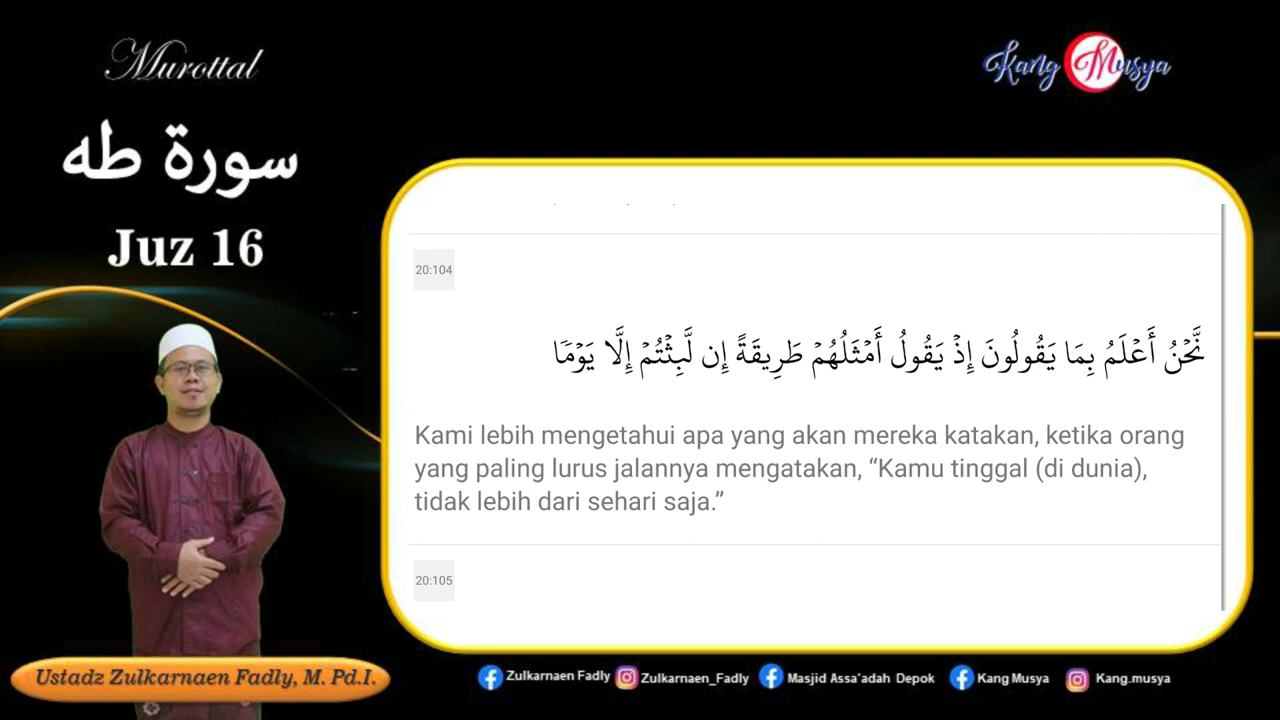 Murottal
Kang Musya
سورة طه
Juz 16
20:104
نَّحۡنُ أَعۡلَمُ بِمَا يَقُولُونَ إِذۡ يَقُولُ أَمۡثَلُهُمۡ طَرِيقَةً إِن لَّبِثۡتُمۡ إِلَّا يَوۡمٗا
Kami lebih mengetahui apa yang akan mereka katakan, ketika orang
yang paling lurus jalannya mengatakan, “Kamu tinggal (di dunia),
tidak lebih dari sehari saja.”
20:105
Ustadz Zulkarnaen Fadly, M. Pd.I.
Zulkarnaen Fadly Zulkarnaen_Fadly Masjid Assa'adah Depok Kang Musya Kang.musya